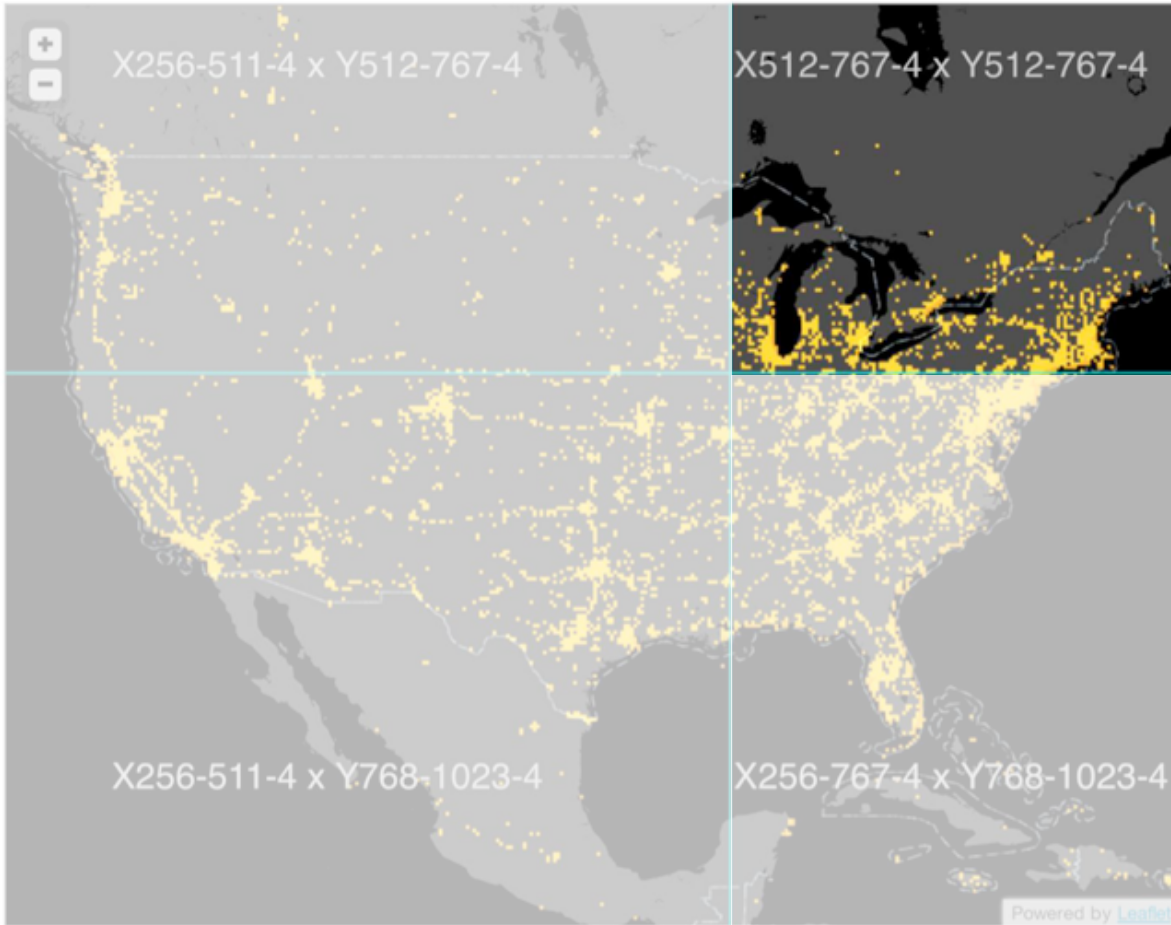 +
−
X256-511-4 x Y512-767-4
X512-767-4 x Y512-767-4
X256-511-4 x Y768-1023-4
X256-767-4 x Y768-1023-4
Powered by Leaflet